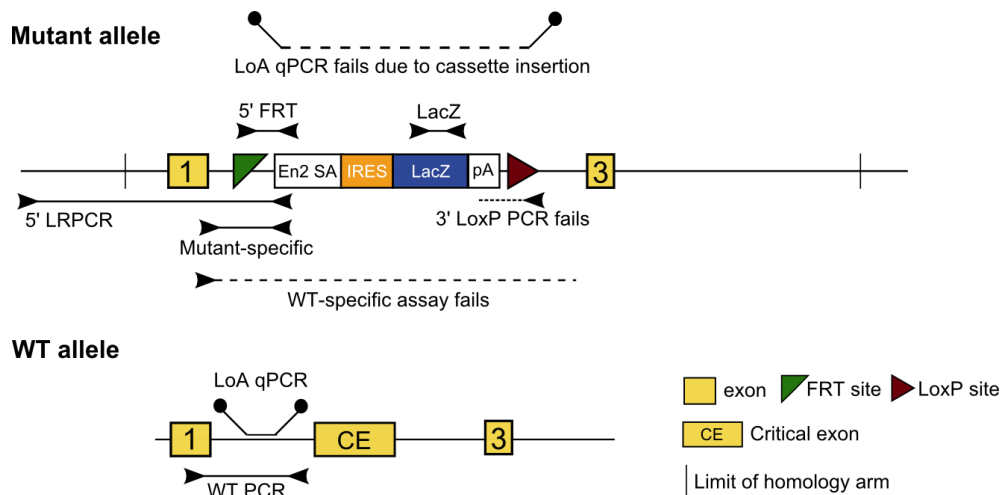 Mutant allele
LoA qPCR fails due to cassette insertion
5' FRT
LacZ
1
En2 SA
IRES
LacZ
pA
3
5' LRPCR
3' LoxP PCR fails
Mutant-specific
WT-specific assay fails
WT allele
LoA qPCR
1
CE
3
WT PCR
exon
FRT site
LoxP site
CE
Critical exon
Limit of homology arm